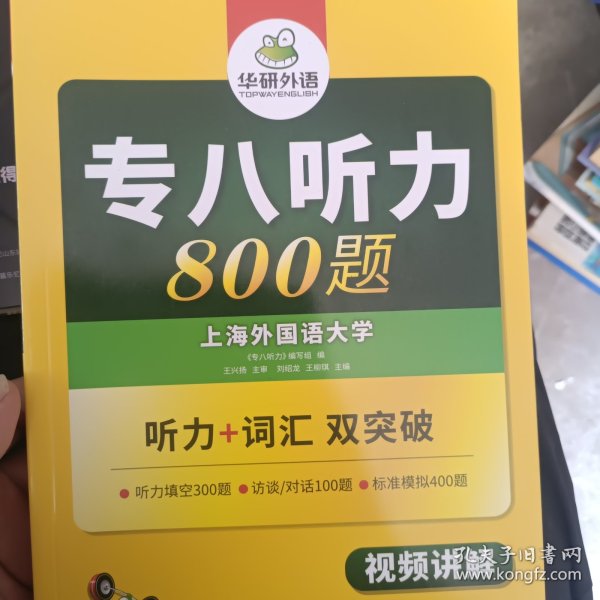 华研外语
TOPWAYENGLISH
专八听力
800题
上海外国语大学
《专八听力》编写组 编
王兴扬 主审 刘绍龙 王柳琪 主编
听力+词汇 双突破
• 听力填空300题 • 访谈/对话100题 • 标准模拟400题
视频讲解
孔夫子旧书网
www.kongfz.com
得